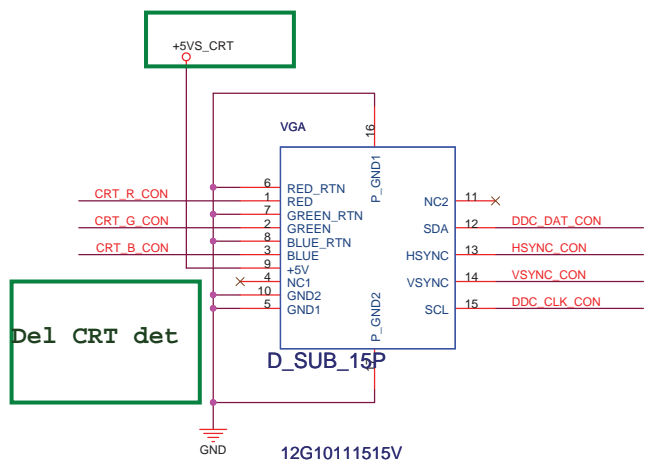 +5VS_CRT
VGA
16
P_GND1
6 RED_RTN
CRT_R_CON 1 RED
NC2 11
7 GREEN_RTN
CRT_G_CON 2 GREEN
SDA 12 DDC_DAT_CON
8 BLUE_RTN
CRT_B_CON 3 BLUE
HSYNC 13 HSYNC_CON
9 +5V
4 NC1
VSYNC 14 VSYNC_CON
10 GND2
5 GND1
SCL 15 DDC_CLK_CON
P_GND2
Del CRT det
D_SUB_15P
GND
12G10111515V